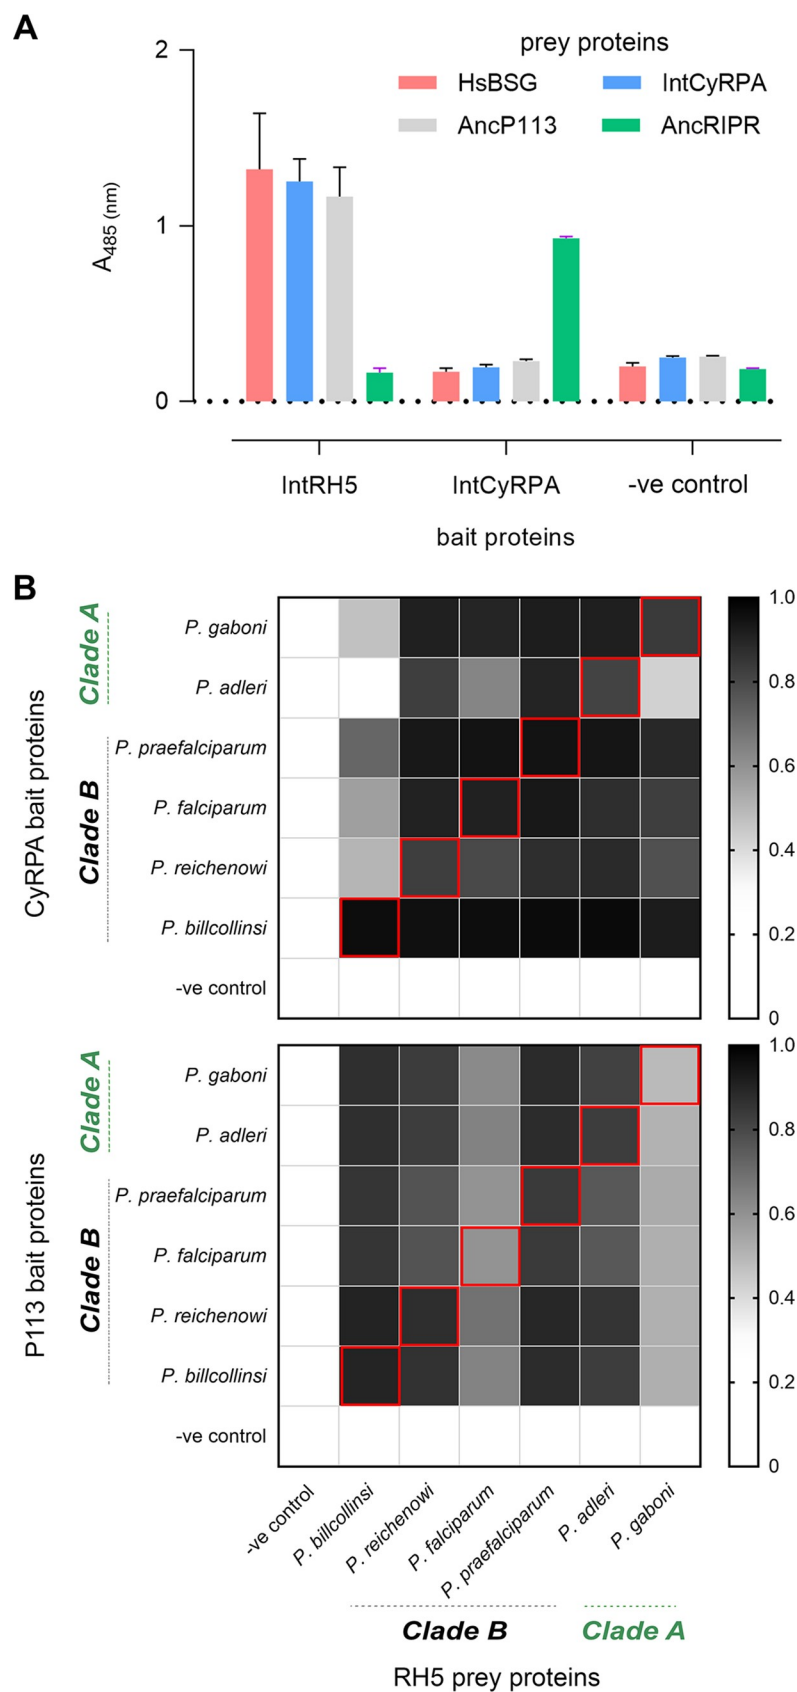 A
prey proteins
HsBSG IntCyRPA
AncP113 AncRIPR
2
1
0
A485 (nm)
IntRH5 IntCyRPA -ve control
bait proteins
B
CyRPA bait proteins
Clade A
Clade B
P. gaboni
P. adleri
P. praefalciparum
P. falciparum
P. reichenowi
P. billcollinsi
-ve control
1.0
0.8
0.6
0.4
0.2
0
P113 bait proteins
Clade A
Clade B
P. gaboni
P. adleri
P. praefalciparum
P. falciparum
P. reichenowi
P. billcollinsi
-ve control
1.0
0.8
0.6
0.4
0.2
0
-ve control
P. billcollinsi
P. reichenowi
P. falciparum
P. praefalciparum
P. adleri
P. gaboni
Clade B Clade A
RH5 prey proteins